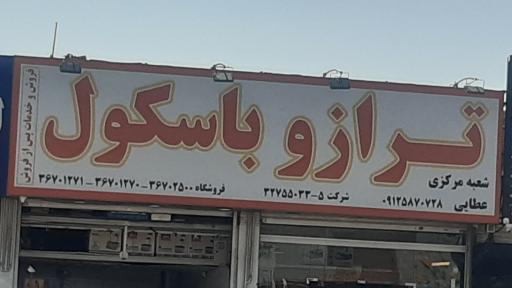 ترازو باسکول
شعبه مرکزی
عطایی ۰۹۱۲۵۸۷۰۷۲۸
شرکت ۵-۳۲۷۵۵۰۳۳
فروشگاه ۳۶۷۰۲۵۰۰-۳۶۷۰۱۲۷۰-۳۶۷۰۱۲۷۱
فروش و خدمات پس از فروش